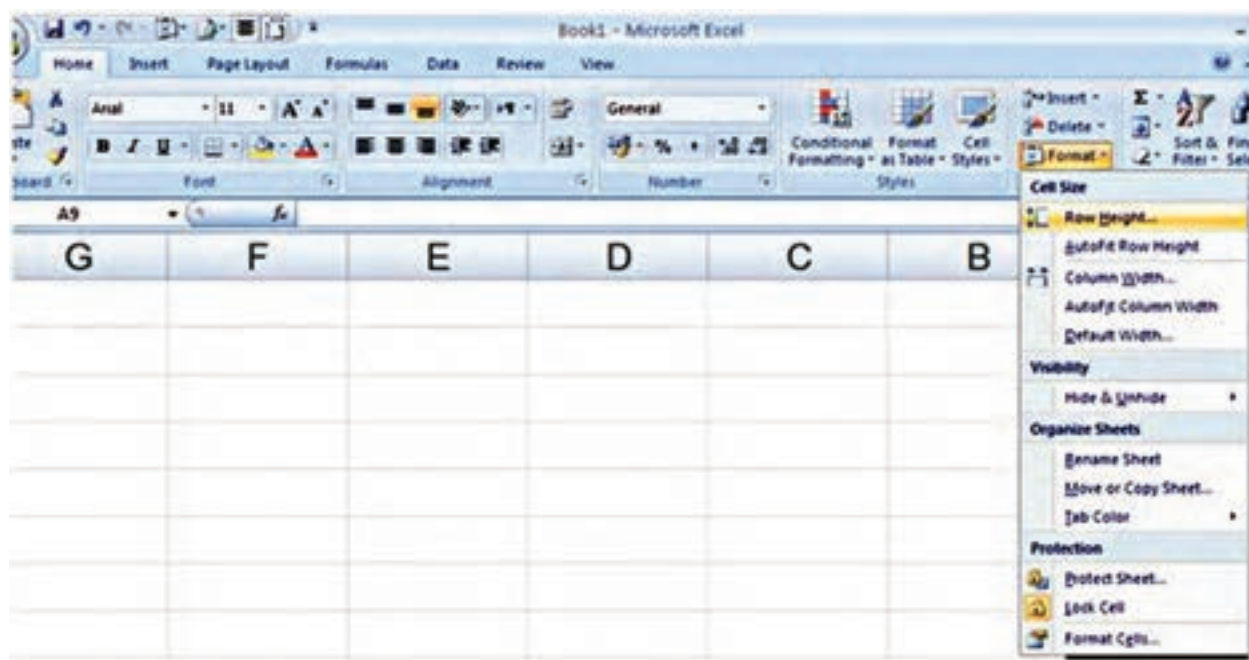 Book1 - Microsoft Excel
Home Insert Page Layout Formulas Data Review View
Arial 11 A A General Insert
B I U A % Conditional Formatting Format as Table Cell Styles Delete
Format Sort & Filter
Font Alignment Number Styles
A9 fx
G F E D C B
Cell Size
Row Height...
AutoFit Row Height
Column Width...
AutoFit Column Width
Default Width...
Visibility
Hide & Unhide
Organize Sheets
Rename Sheet
Move or Copy Sheet...
Tab Color
Protection
Protect Sheet...
Lock Cell
Format Cells...